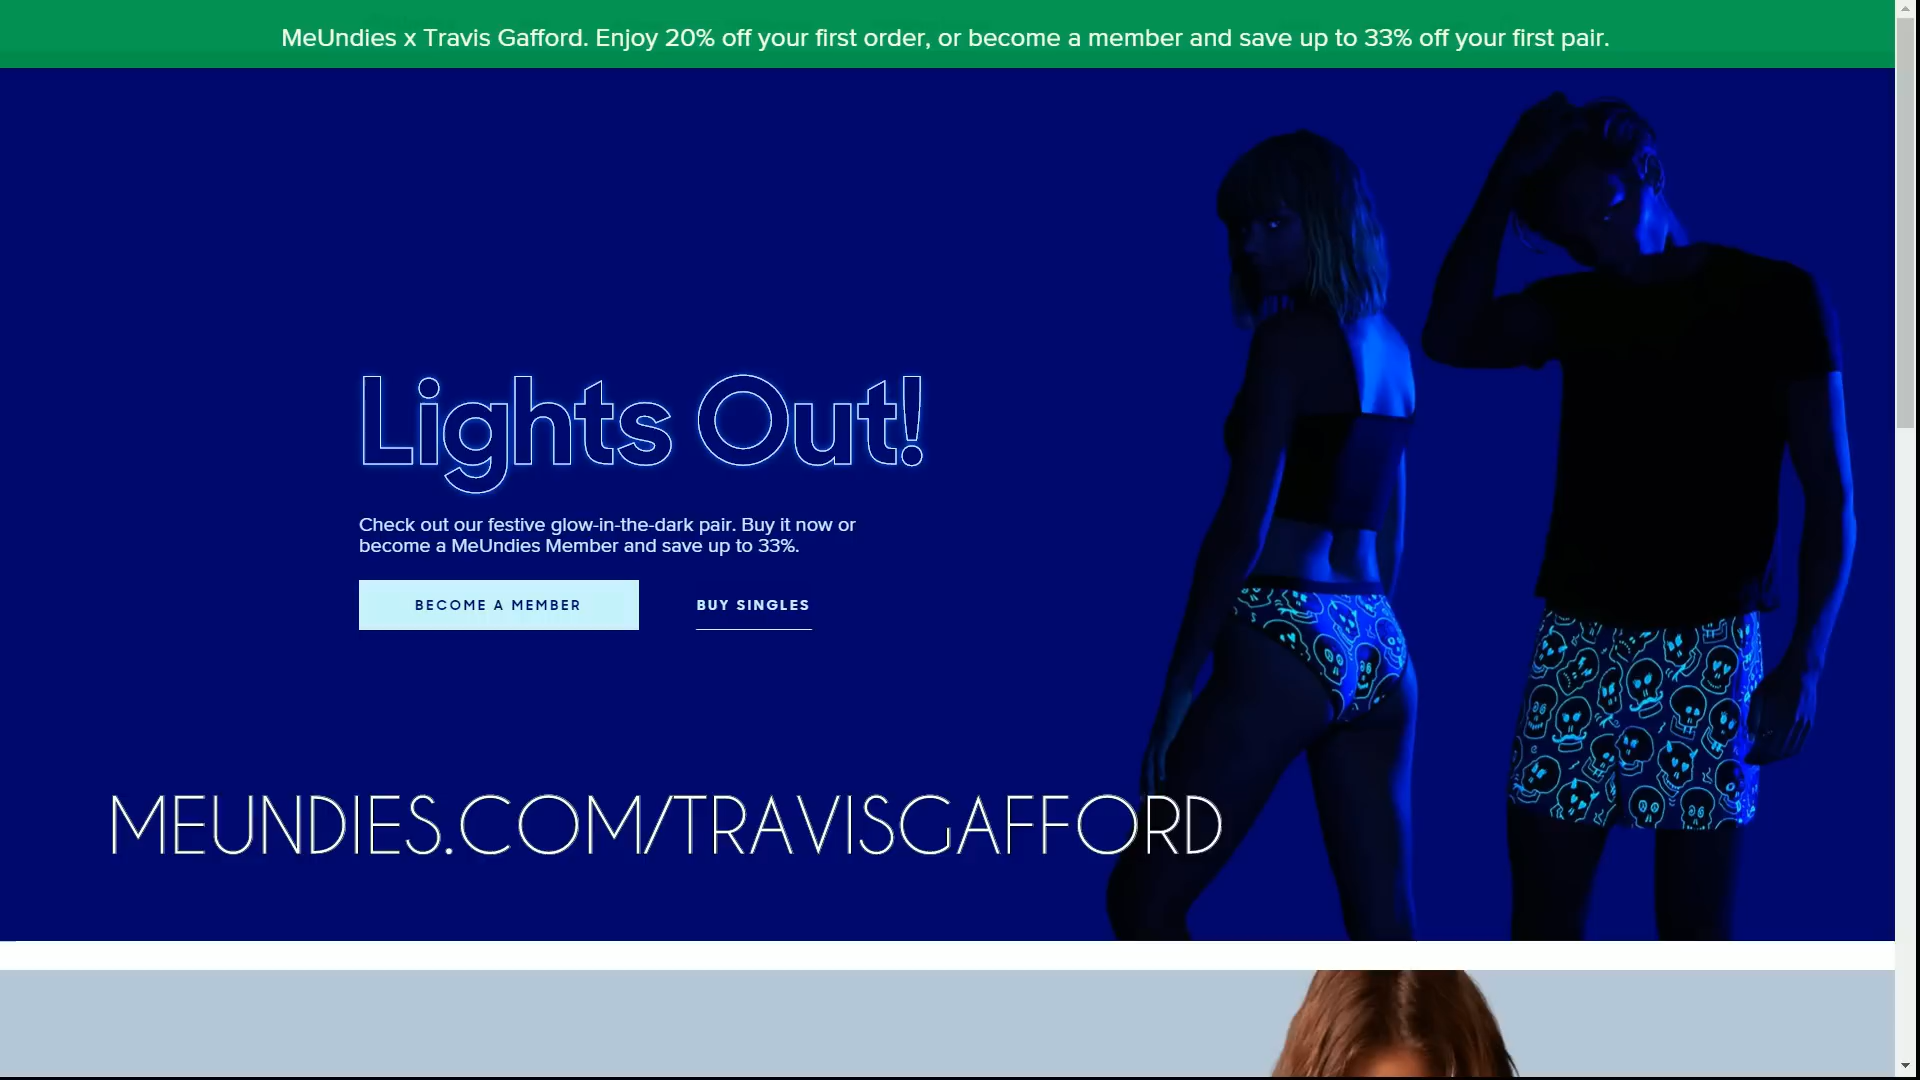 MeUndies x Travis Gafford. Enjoy 20% off your first order, or become a member and save up to 33% off your first pair.
Lights Out!
Check out our festive glow-in-the-dark pair. Buy it now or
become a MeUndies Member and save up to 33%.
BECOME A MEMBER
BUY SINGLES
MEUNDIES.COM/TRAVISGAFFORD